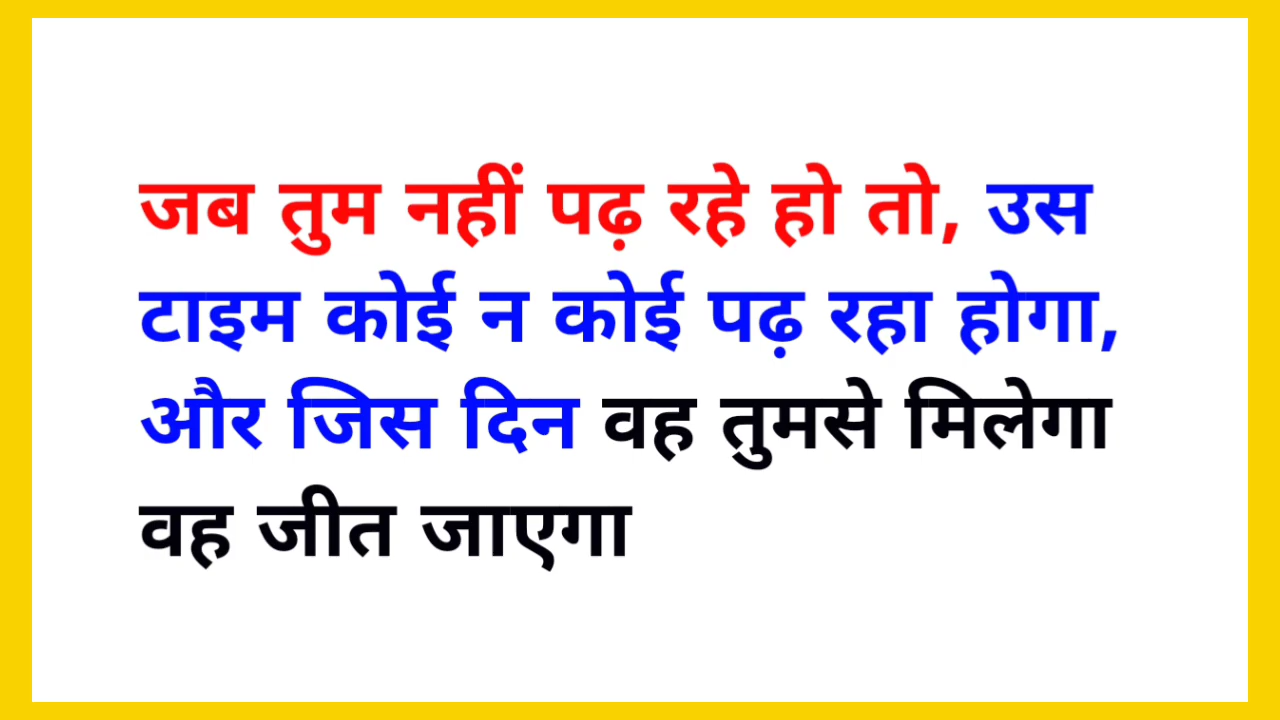 जब तुम नहीं पढ़ रहे हो तो, उस
टाइम कोई न कोई पढ़ रहा होगा,
और जिस दिन वह तुमसे मिलेगा
वह जीत जाएगा